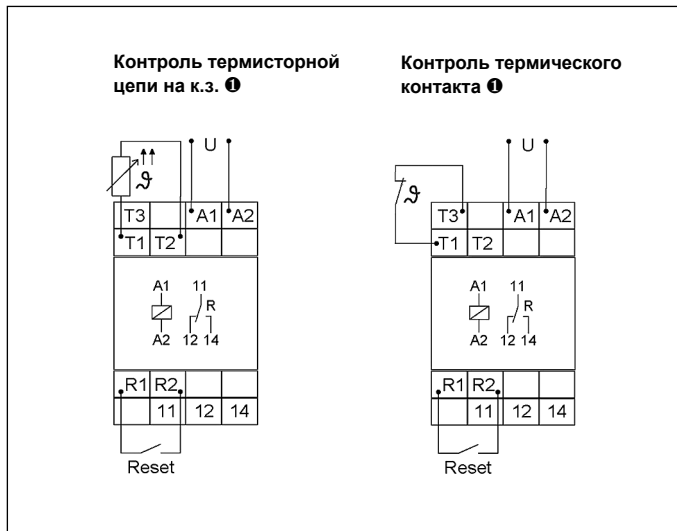 Контроль термисторной
цепи на к.з. ❶
Контроль термического
контакта ❶
U
ϑ
T3 A1 A2
T1 T2
A1 11
R
A2 12 14
R1 R2
11 12 14
Reset
U
ϑ
T3 A1 A2
T1 T2
A1 11
R
A2 12 14
R1 R2
11 12 14
Reset